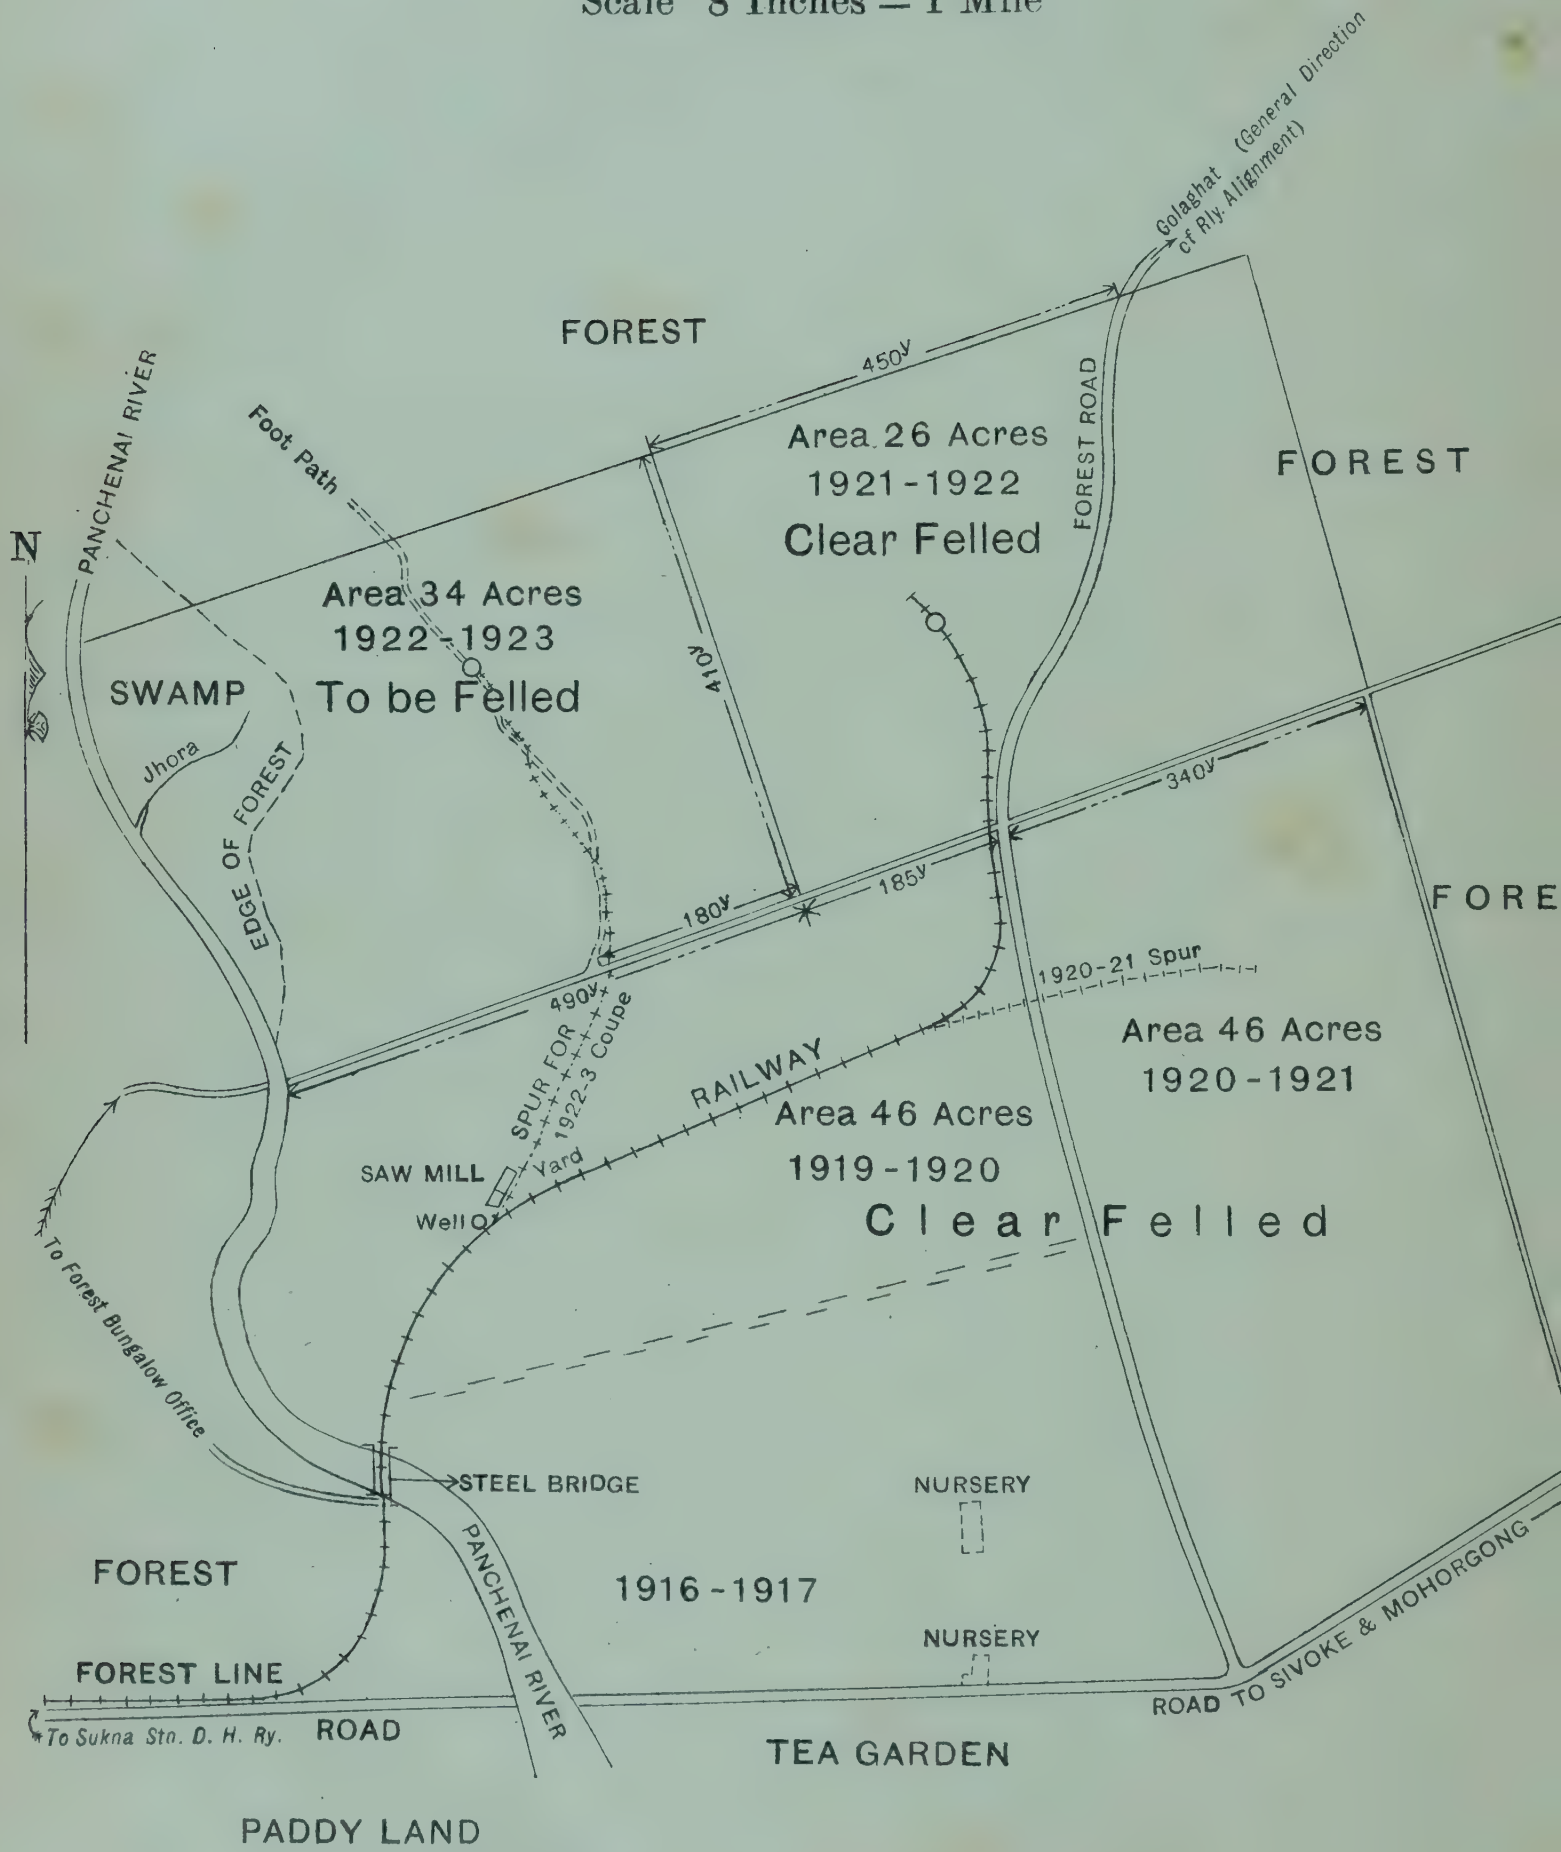 Scale 8 Inches = 1 Mile
Golaghat (General Direction
of Rly. Alignment)
FOREST
450y
PANCHENAI RIVER
Foot Path
Area 26 Acres
1921-1922
Clear Felled
FOREST ROAD
FOREST
N
Area 34 Acres
1922-1923
To be Felled
SWAMP
410y
Jhora
EDGE OF FOREST
340y
185y
180y
FORE
490y
1920-21 Spur
SPUR FOR
1922-3 Coupe
Area 46 Acres
1920-1921
RAILWAY
Area 46 Acres
1919-1920
Clear Felled
SAW MILL
Yard
Well
To Forest Bungalow Office
STEEL BRIDGE
NURSERY
PANCHENAI RIVER
FOREST
1916-1917
NURSERY
FOREST LINE
ROAD TO SIVOKE & MOHORGONG
To Sukna Stn. D. H. Ry.
ROAD
TEA GARDEN
PADDY LAND